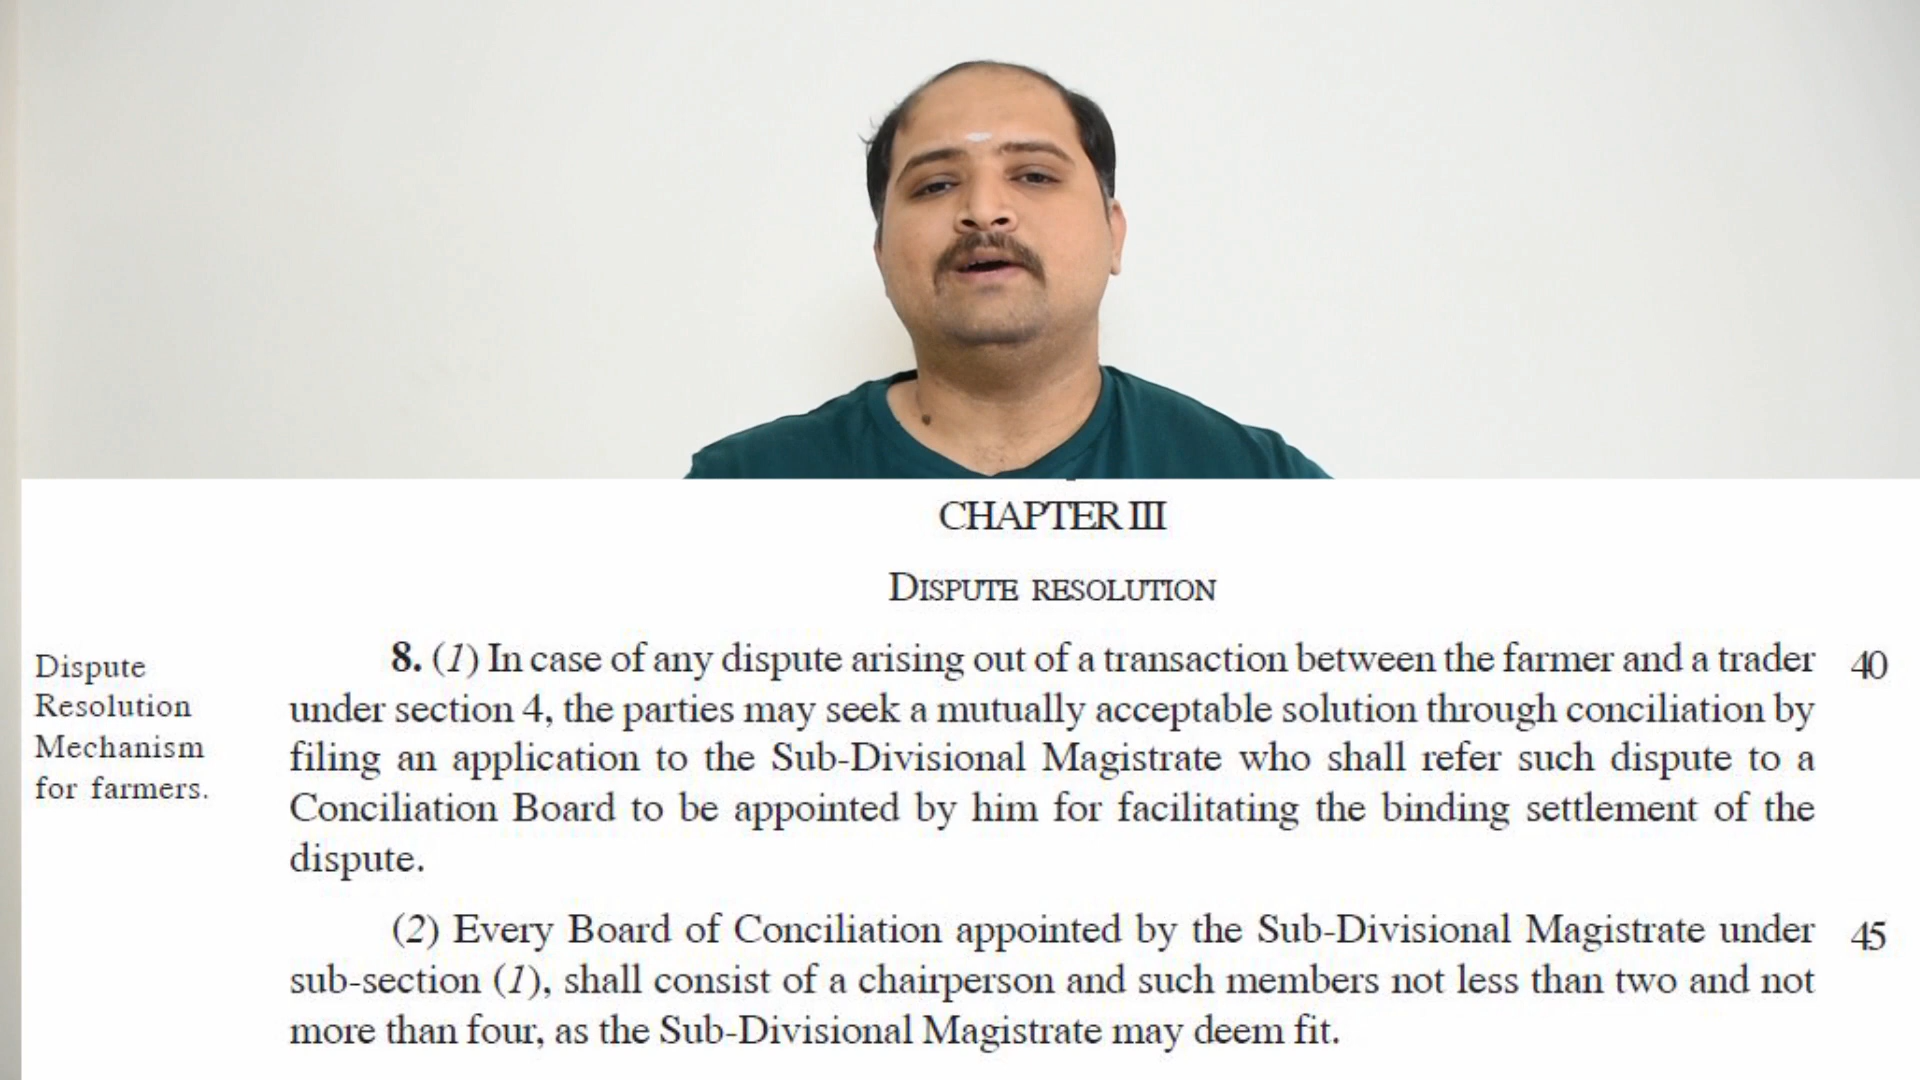 CHAPTER III
DISPUTE RESOLUTION
Dispute
Resolution
Mechanism
for farmers.
8. (1) In case of any dispute arising out of a transaction between the farmer and a trader 40
under section 4, the parties may seek a mutually acceptable solution through conciliation by
filing an application to the Sub-Divisional Magistrate who shall refer such dispute to a
Conciliation Board to be appointed by him for facilitating the binding settlement of the
dispute.
(2) Every Board of Conciliation appointed by the Sub-Divisional Magistrate under 45
sub-section (1), shall consist of a chairperson and such members not less than two and not
more than four, as the Sub-Divisional Magistrate may deem fit.